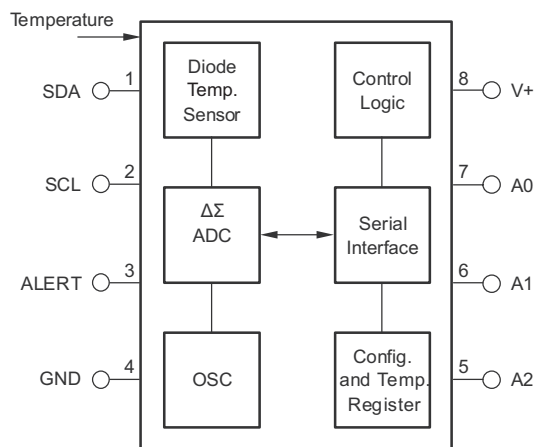 Temperature
SDA
1
Diode
Temp.
Sensor
Control
Logic
8
V+
SCL
2
ΔΣ
ADC
Serial
Interface
7
A0
ALERT
3
6
A1
GND
4
OSC
Config.
and Temp.
Register
5
A2